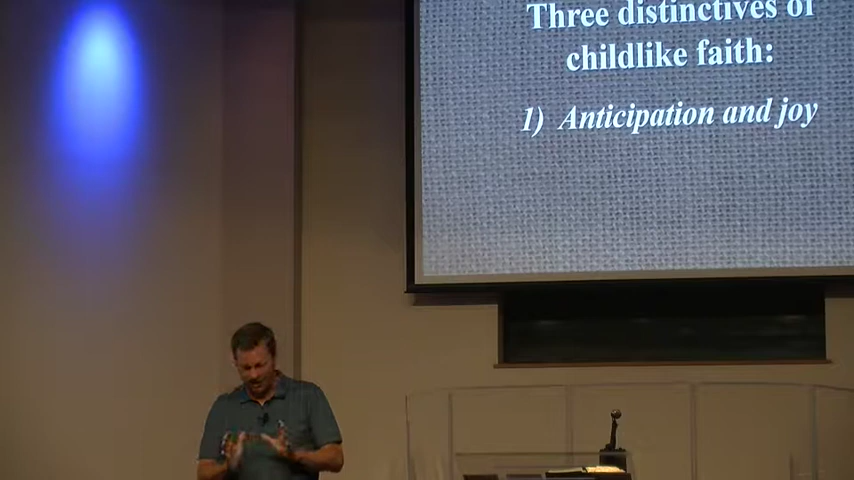 Three distinctives of
childlike faith:
1) Anticipation and joy